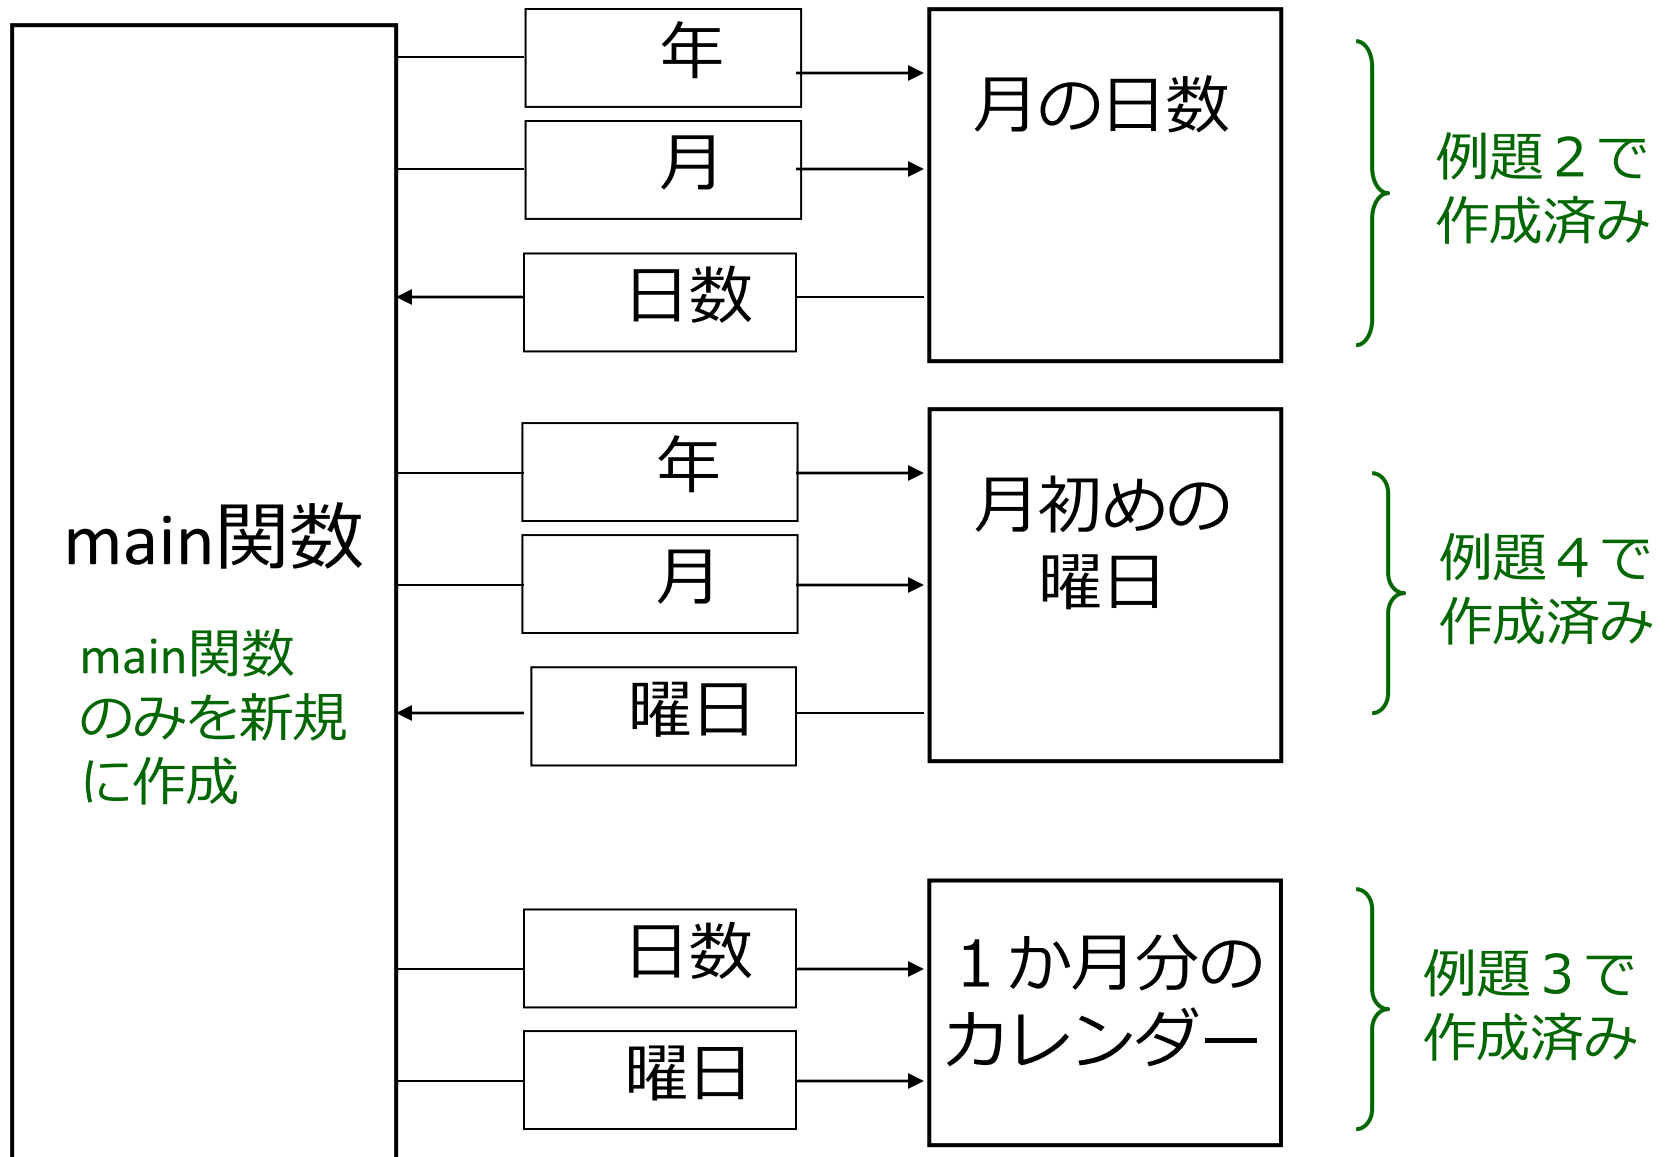 年
月の日数
月
日数
例題２で
作成済み
年
月初めの
曜日
月
曜日
例題４で
作成済み
main関数
main関数
のみを新規
に作成
日数
１か月分の
カレンダー
曜日
例題３で
作成済み